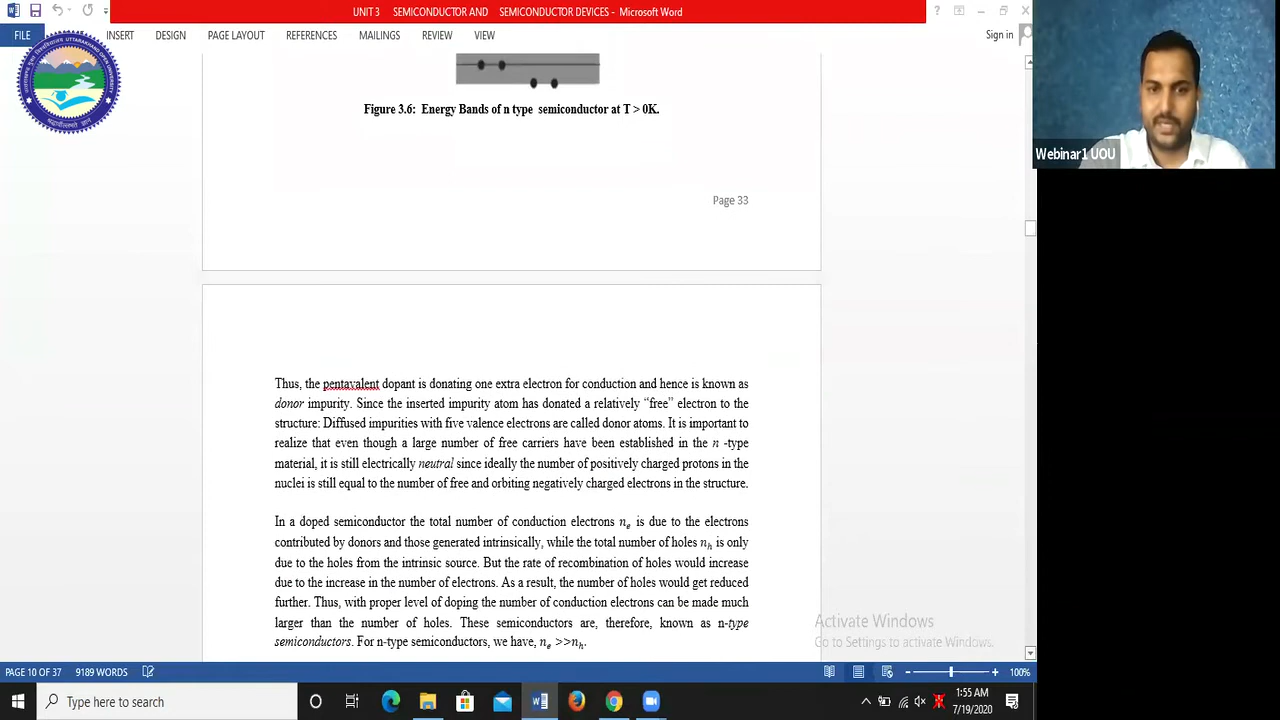 UNIT 3 SEMICONDUCTOR AND SEMICONDUCTOR DEVICES - Microsoft Word
FILE INSERT DESIGN PAGE LAYOUT REFERENCES MAILINGS REVIEW VIEW Sign in
Figure 3.6: Energy Bands of n type semiconductor at T > 0K.
Webinar1 UOU
Page 33
Thus, the pentavalent dopant is donating one extra electron for conduction and hence is known as
donor impurity. Since the inserted impurity atom has donated a relatively “free” electron to the
structure: Diffused impurities with five valence electrons are called donor atoms. It is important to
realize that even though a large number of free carriers have been established in the n -type
material, it is still electrically neutral since ideally the number of positively charged protons in the
nuclei is still equal to the number of free and orbiting negatively charged electrons in the structure.
In a doped semiconductor the total number of conduction electrons nₑ is due to the electrons
contributed by donors and those generated intrinsically, while the total number of holes nₕ is only
due to the holes from the intrinsic source. But the rate of recombination of holes would increase
due to the increase in the number of electrons. As a result, the number of holes would get reduced
further. Thus, with proper level of doping the number of conduction electrons can be made much
larger than the number of holes. These semiconductors are, therefore, known as n-type
semiconductors. For n-type semiconductors, we have, nₑ >>nₕ.
Activate Windows
Go to Settings to activate Windows.
PAGE 10 OF 37 9189 WORDS 100%
Type here to search
1:55 AM
7/19/2020